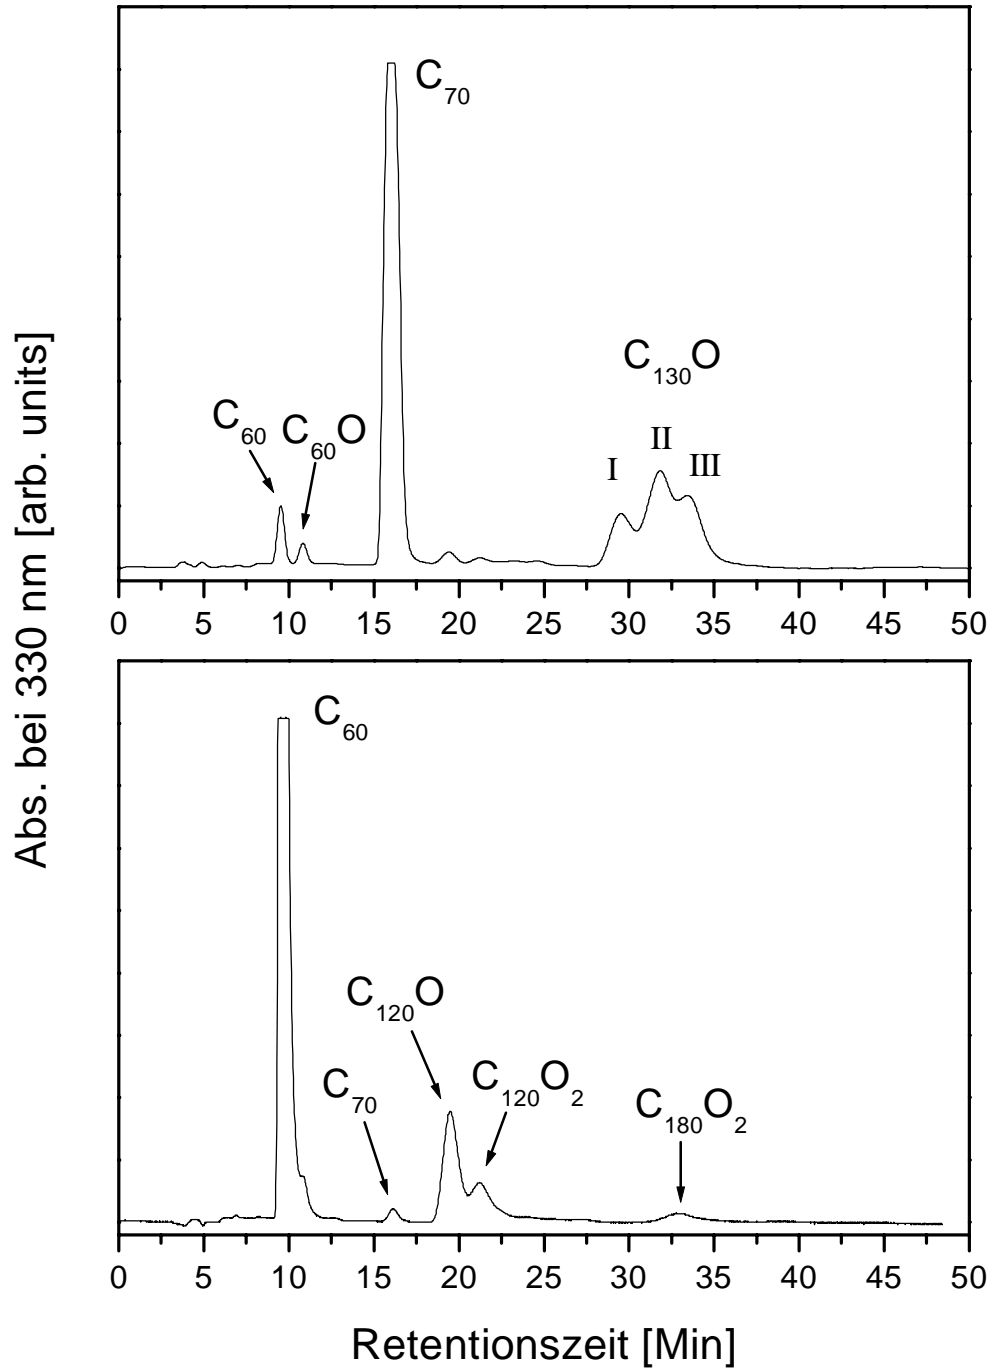 C₇₀
C₁₃₀O
C₆₀ C₆₀O
I II III
0 5 10 15 20 25 30 35 40 45 50
Abs. bei 330 nm [arb. units]
C₆₀
C₁₂₀O
C₇₀ C₁₂₀O₂ C₁₈₀O₂
0 5 10 15 20 25 30 35 40 45 50
Retentionszeit [Min]